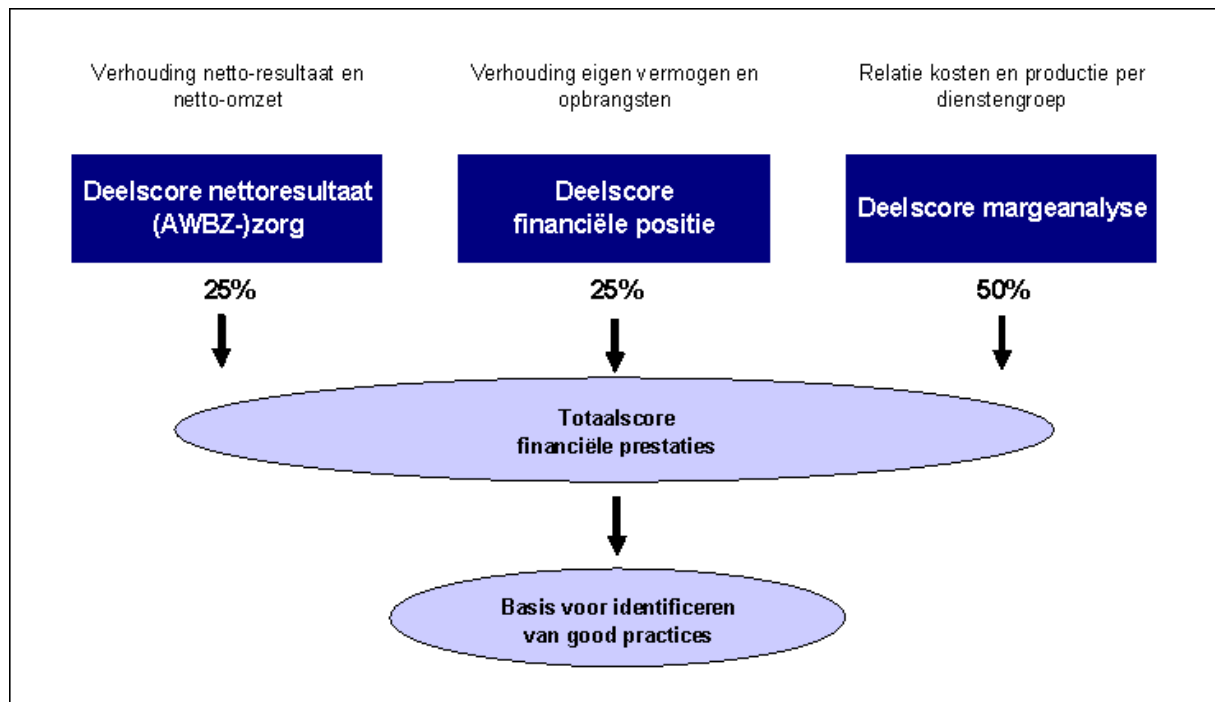 Verhouding netto-resultaat en
netto-omzet
Verhouding eigen vermogen en
opbrangsten
Relatie kosten en productie per
dienstengroep
Deelscore nettoresultaat
(AWBZ-)zorg
Deelscore
financiële positie
Deelscore margeanalyse
25%
25%
50%
Totaalscore
financiële prestaties
Basis voor identificeren
van good practices